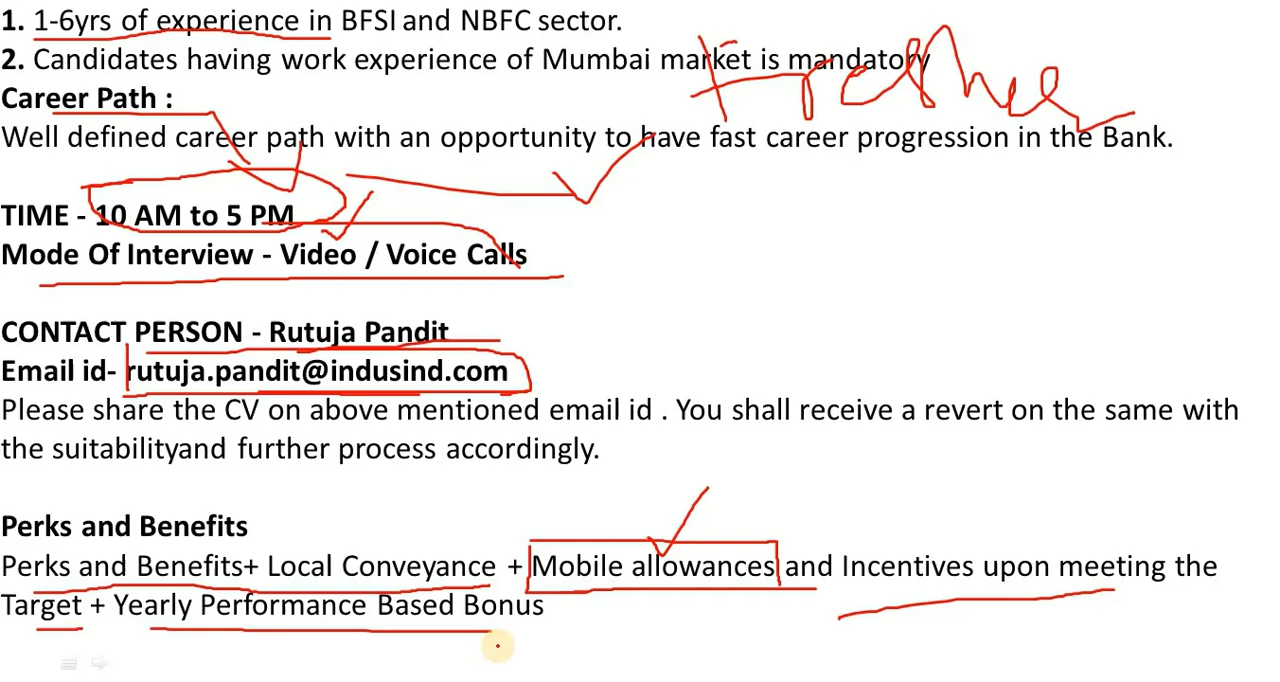 1. 1-6yrs of experience in BFSI and NBFC sector.
2. Candidates having work experience of Mumbai market is mandatory
Fresher
Career Path :
Well defined career path with an opportunity to have fast career progression in the Bank.
TIME - 10 AM to 5 PM
Mode Of Interview - Video / Voice Calls
CONTACT PERSON - Rutuja Pandit
Email id- rutuja.pandit@indusind.com
Please share the CV on above mentioned email id . You shall receive a revert on the same with
the suitabilityand further process accordingly.
Perks and Benefits
Perks and Benefits+ Local Conveyance + Mobile allowances and Incentives upon meeting the
Target + Yearly Performance Based Bonus